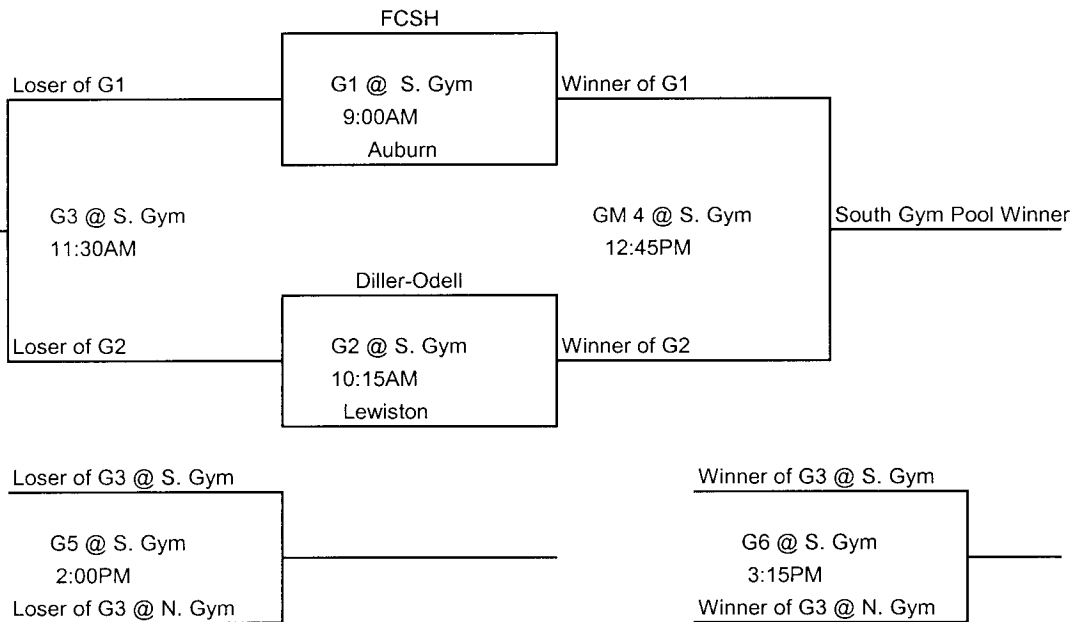 FCSH
Loser of G1
G1 @ S. Gym
Winner of G1
9:00AM
Auburn
G3 @ S. Gym
11:30AM
GM 4 @ S. Gym
12:45PM
South Gym Pool Winner
Diller-Odell
Loser of G2
G2 @ S. Gym
Winner of G2
10:15AM
Lewiston
Loser of G3 @ S. Gym
G5 @ S. Gym
2:00PM
Loser of G3 @ N. Gym
Winner of G3 @ S. Gym
G6 @ S. Gym
3:15PM
Winner of G3 @ N. Gym